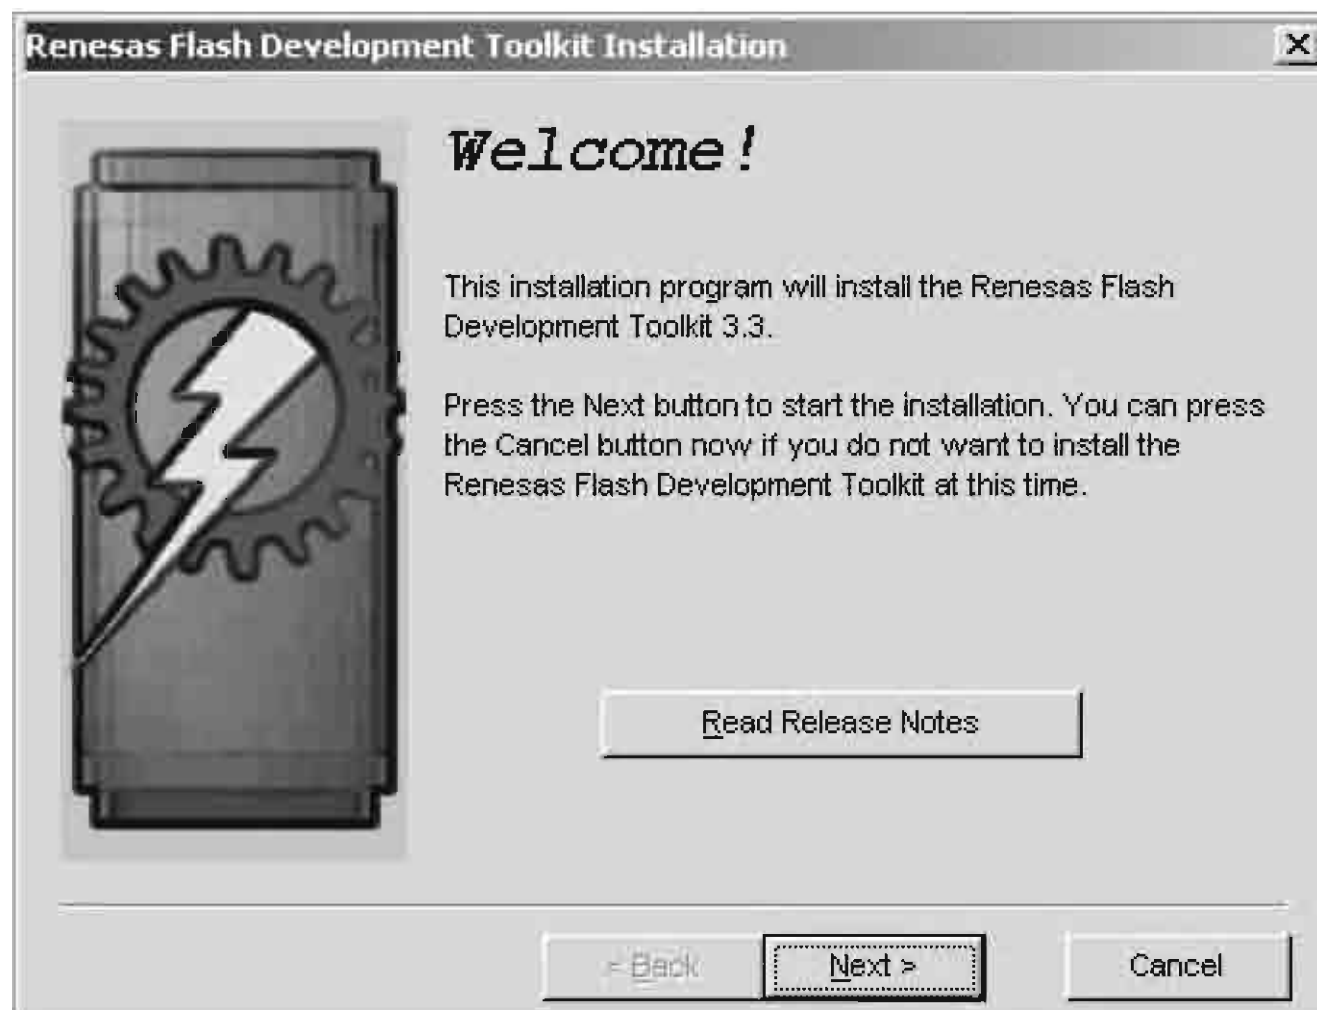 Renesas Flash Development Toolkit Installation
Welcome!
This installation program will install the Renesas Flash
Development Toolkit 3.3.
Press the Next button to start the installation. You can press
the Cancel button now if you do not want to install the
Renesas Flash Development Toolkit at this time.
Read Release Notes
< Back Next > Cancel